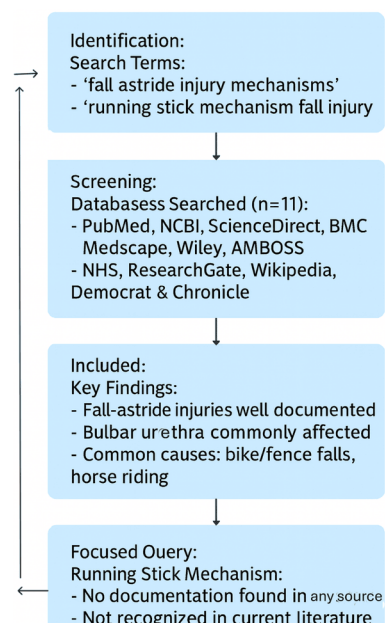 Identification:
Search Terms:
- ‘fall astride injury mechanisms’
- ‘running stick mechanism fall injury
Screening:
Databasess Searched (n=11):
- PubMed, NCBI, ScienceDirect, BMC
Medscape, Wiley, AMBOSS
- NHS, ResearchGate, Wikipedia,
Democrat & Chronicle
Included:
Key Findings:
- Fall-astride injuries well documented
- Bulbar urethra commonly affected
- Common causes: bike/fence falls,
horse riding
Focused Ouery:
Running Stick Mechanism:
- No documentation found in any.source
- Not recognized in current literature